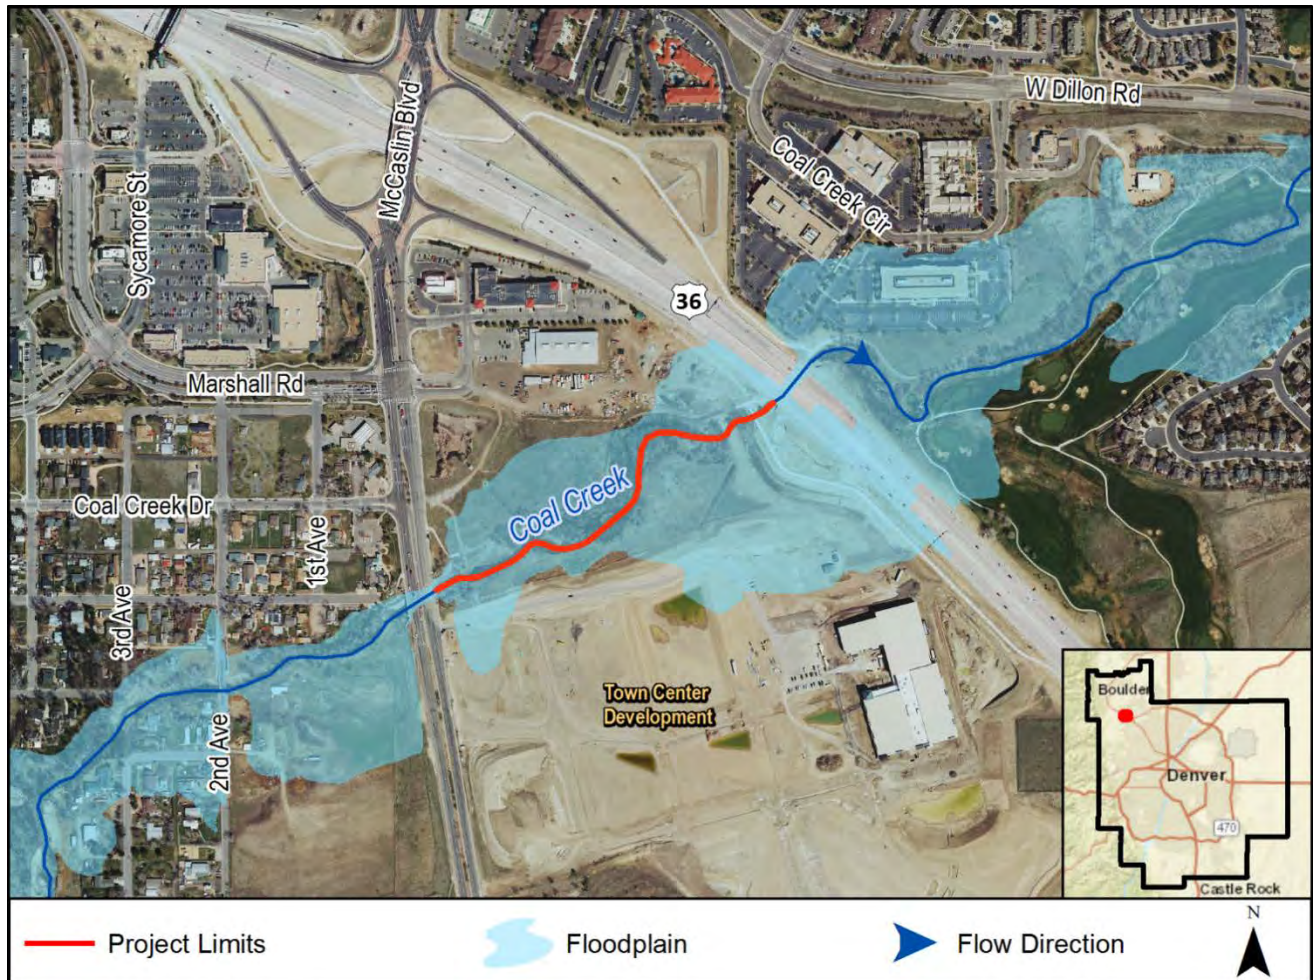 W Dillon Rd
McCaslin Blvd
Coal Creek Cir
Sycamore St
36
Marshall Rd
Coal Creek
Coal Creek Dr
1st Ave
3rd Ave
2nd Ave
Town Center
Development
Boulder
Denver
470
Castle Rock
N
Project Limits
Floodplain
Flow Direction